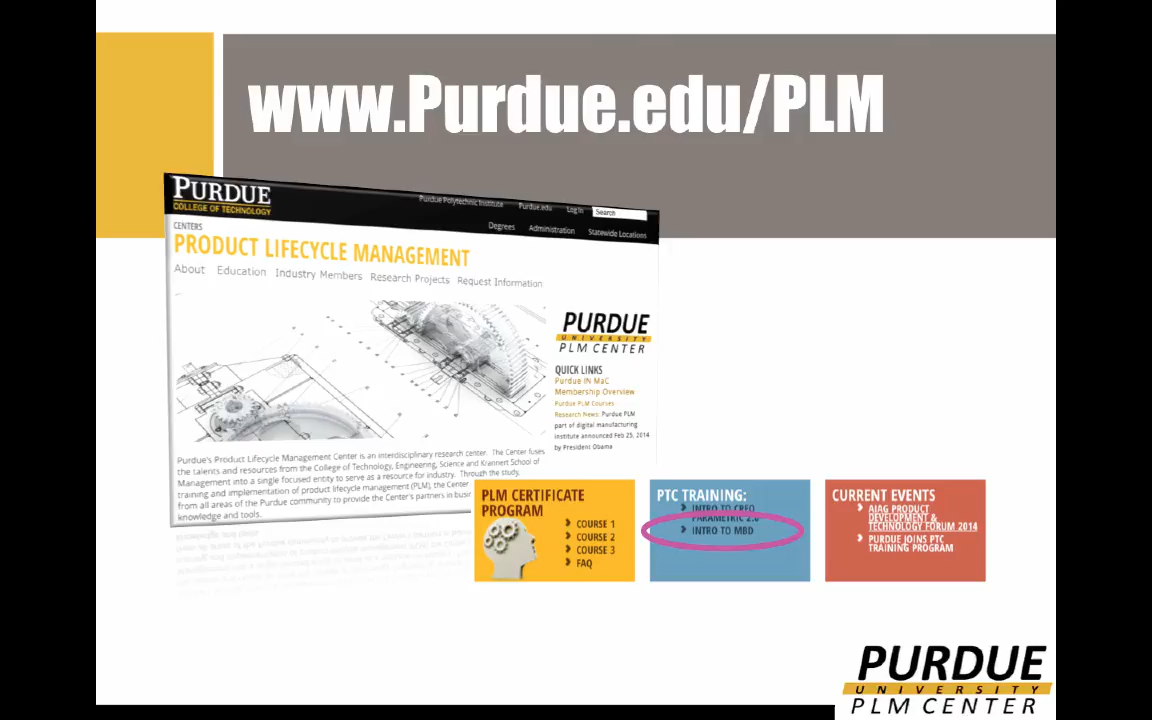 www.Purdue.edu/PLM
PURDUE
COLLEGE OF TECHNOLOGY
Purdue Polytechnic Institute Purdue.edu Log In Search
Degrees Administration Statewide Locations
CENTERS
PRODUCT LIFECYCLE MANAGEMENT
About Education Industry Members Research Projects Request Information
PURDUE
UNIVERSITY
PLM CENTER
QUICK LINKS
Purdue IN MaC
Membership Overview
Purdue PLM Courses
Research News: Purdue PLM
part of digital manufacturing
institute announced Feb 25, 2014
by President Obama
Purdue's Product Lifecycle Management Center is an interdisciplinary research center. The Center fuses
the talents and resources from the College of Technology, Engineering, Science and Krannert School of
Management into a single focused entity to serve as a resource for industry. Through the study,
training and implementation of product lifecycle management (PLM), the Center
from all areas of the Purdue community to provide the Center's partners in busi
knowledge and tools.
PLM CERTIFICATE
PROGRAM
COURSE 1
COURSE 2
COURSE 3
FAQ
PTC TRAINING:
INTRO TO CREO
PARAMETRIC 2.0
INTRO TO MBD
CURRENT EVENTS
AIAG PRODUCT
DEVELOPMENT &
TECHNOLOGY FORUM 2014
PURDUE JOINS PTC
TRAINING PROGRAM
PURDUE
UNIVERSITY
PLM CENTER